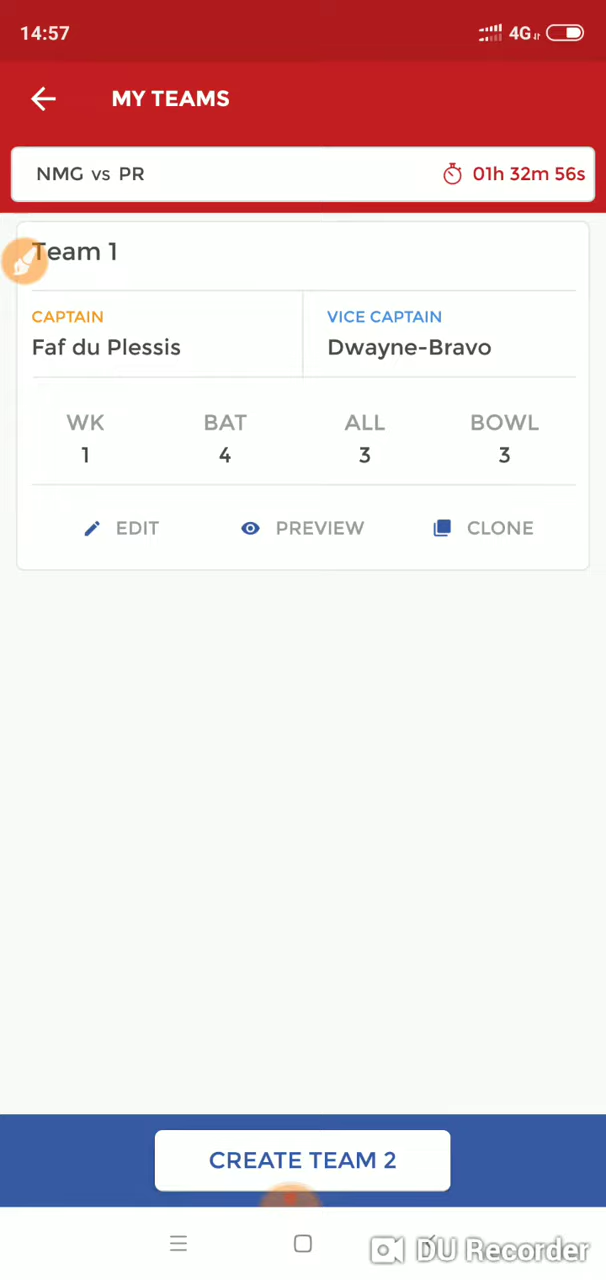 14:57
4G
MY TEAMS
NMG vs PR
01h 32m 56s
Team 1
CAPTAIN
VICE CAPTAIN
Faf du Plessis
Dwayne-Bravo
WK
BAT
ALL
BOWL
1
4
3
3
EDIT
PREVIEW
CLONE
CREATE TEAM 2
DU Recorder